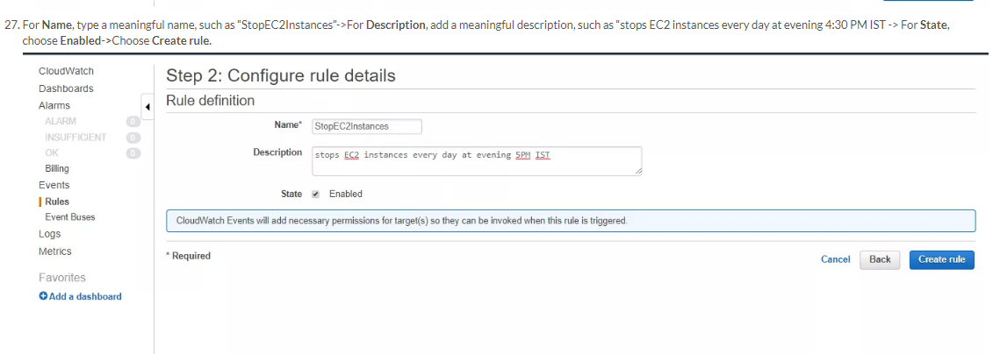 27. For Name, type a meaningful name, such as "StopEC2Instances"->For Description, add a meaningful description, such as "stops EC2 instances every day at evening 4:30 PM IST -> For State,
choose Enabled->Choose Create rule.
CloudWatch
Dashboards
Alarms
ALARM 0
INSUFFICIENT 0
OK 0
Billing
Events
Rules
Event Buses
Logs
Metrics
Favorites
Add a dashboard
Step 2: Configure rule details
Rule definition
Name* StopEC2Instances
Description stops EC2 instances every day at evening 5PM IST
State Enabled
CloudWatch Events will add necessary permissions for target(s) so they can be invoked when this rule is triggered.
* Required
Cancel Back Create rule